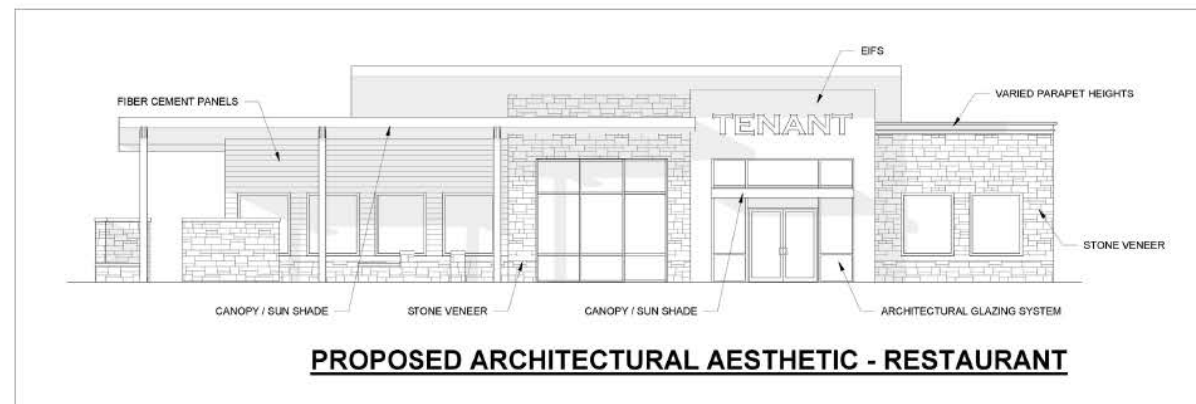 EIFS
FIBER CEMENT PANELS
VARIED PARAPET HEIGHTS
TENANT
STONE VENEER
CANOPY / SUN SHADE
STONE VENEER
CANOPY / SUN SHADE
ARCHITECTURAL GLAZING SYSTEM
PROPOSED ARCHITECTURAL AESTHETIC - RESTAURANT